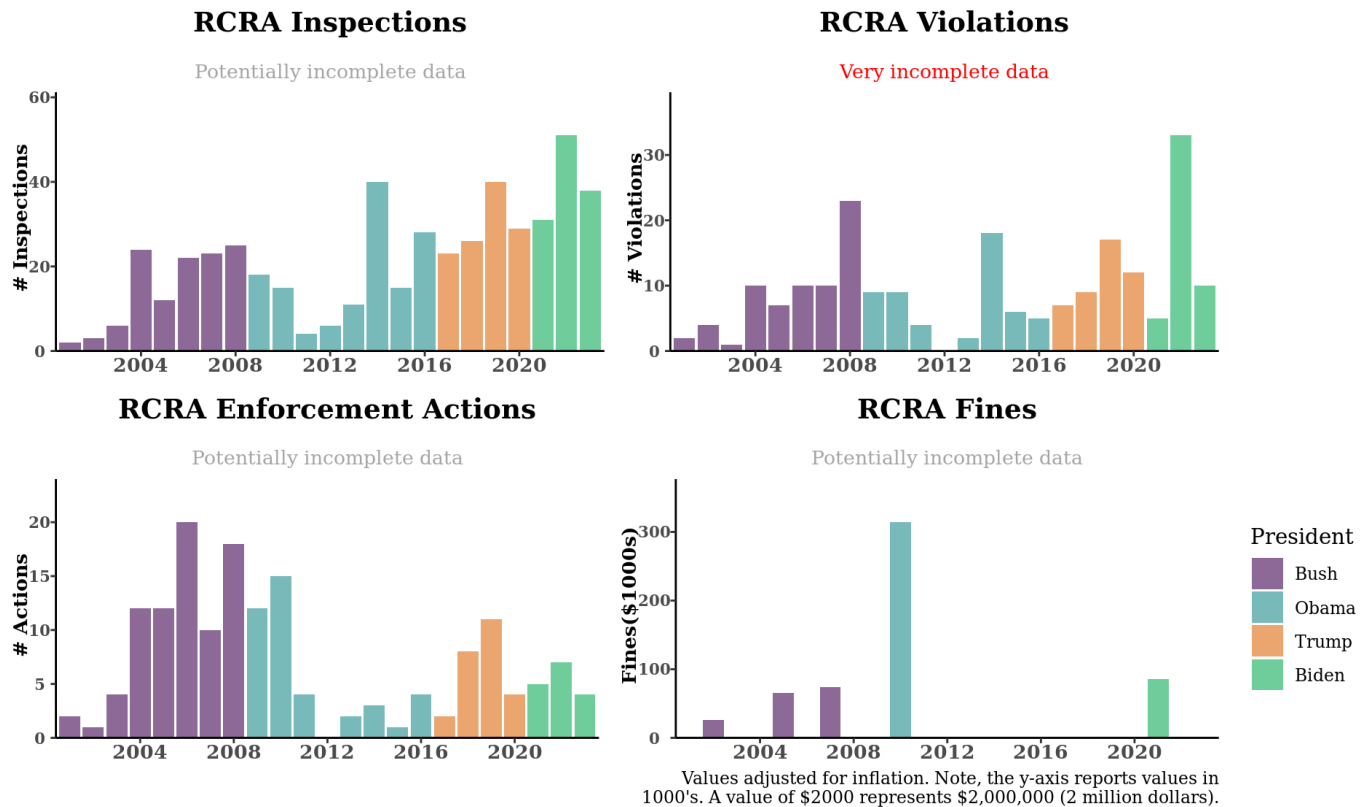 RCRA Inspections
Potentially incomplete data
# Inspections
60
40
20
0
2004 2008 2012 2016 2020
RCRA Violations
Very incomplete data
# Violations
30
20
10
0
2004 2008 2012 2016 2020
RCRA Enforcement Actions
Potentially incomplete data
# Actions
20
15
10
5
0
2004 2008 2012 2016 2020
RCRA Fines
Potentially incomplete data
Fines($1000s)
300
200
100
0
2004 2008 2012 2016 2020
President
Bush
Obama
Trump
Biden
Values adjusted for inflation. Note, the y-axis reports values in
1000's. A value of $2000 represents $2,000,000 (2 million dollars).